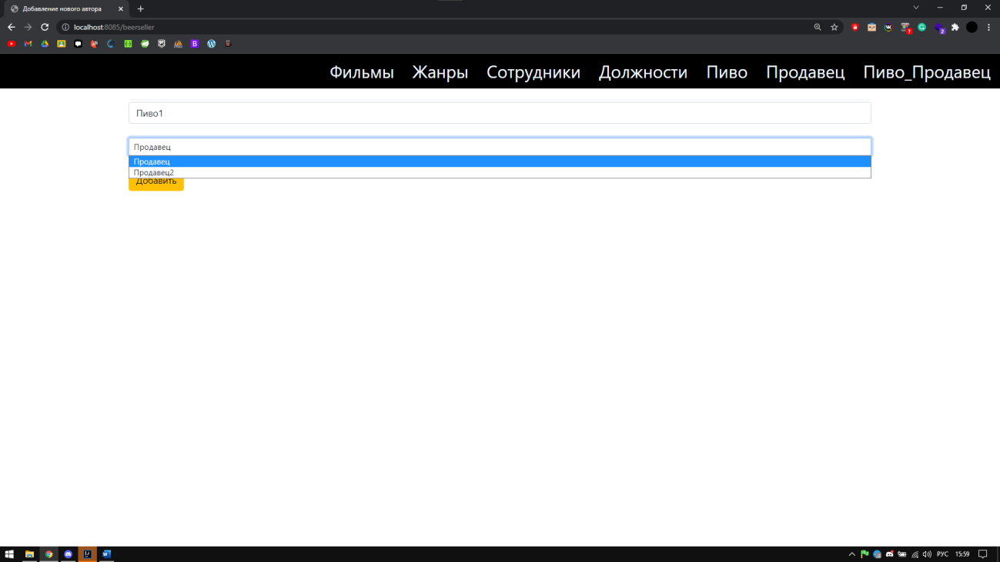 Добавление нового автора
localhost:8085/beerseller
Фильмы Жанры Сотрудники Должности Пиво Продавец Пиво_Продавец
Пиво1
Продавец
Продавец
Продавец2
Добавить
РУС 15:59